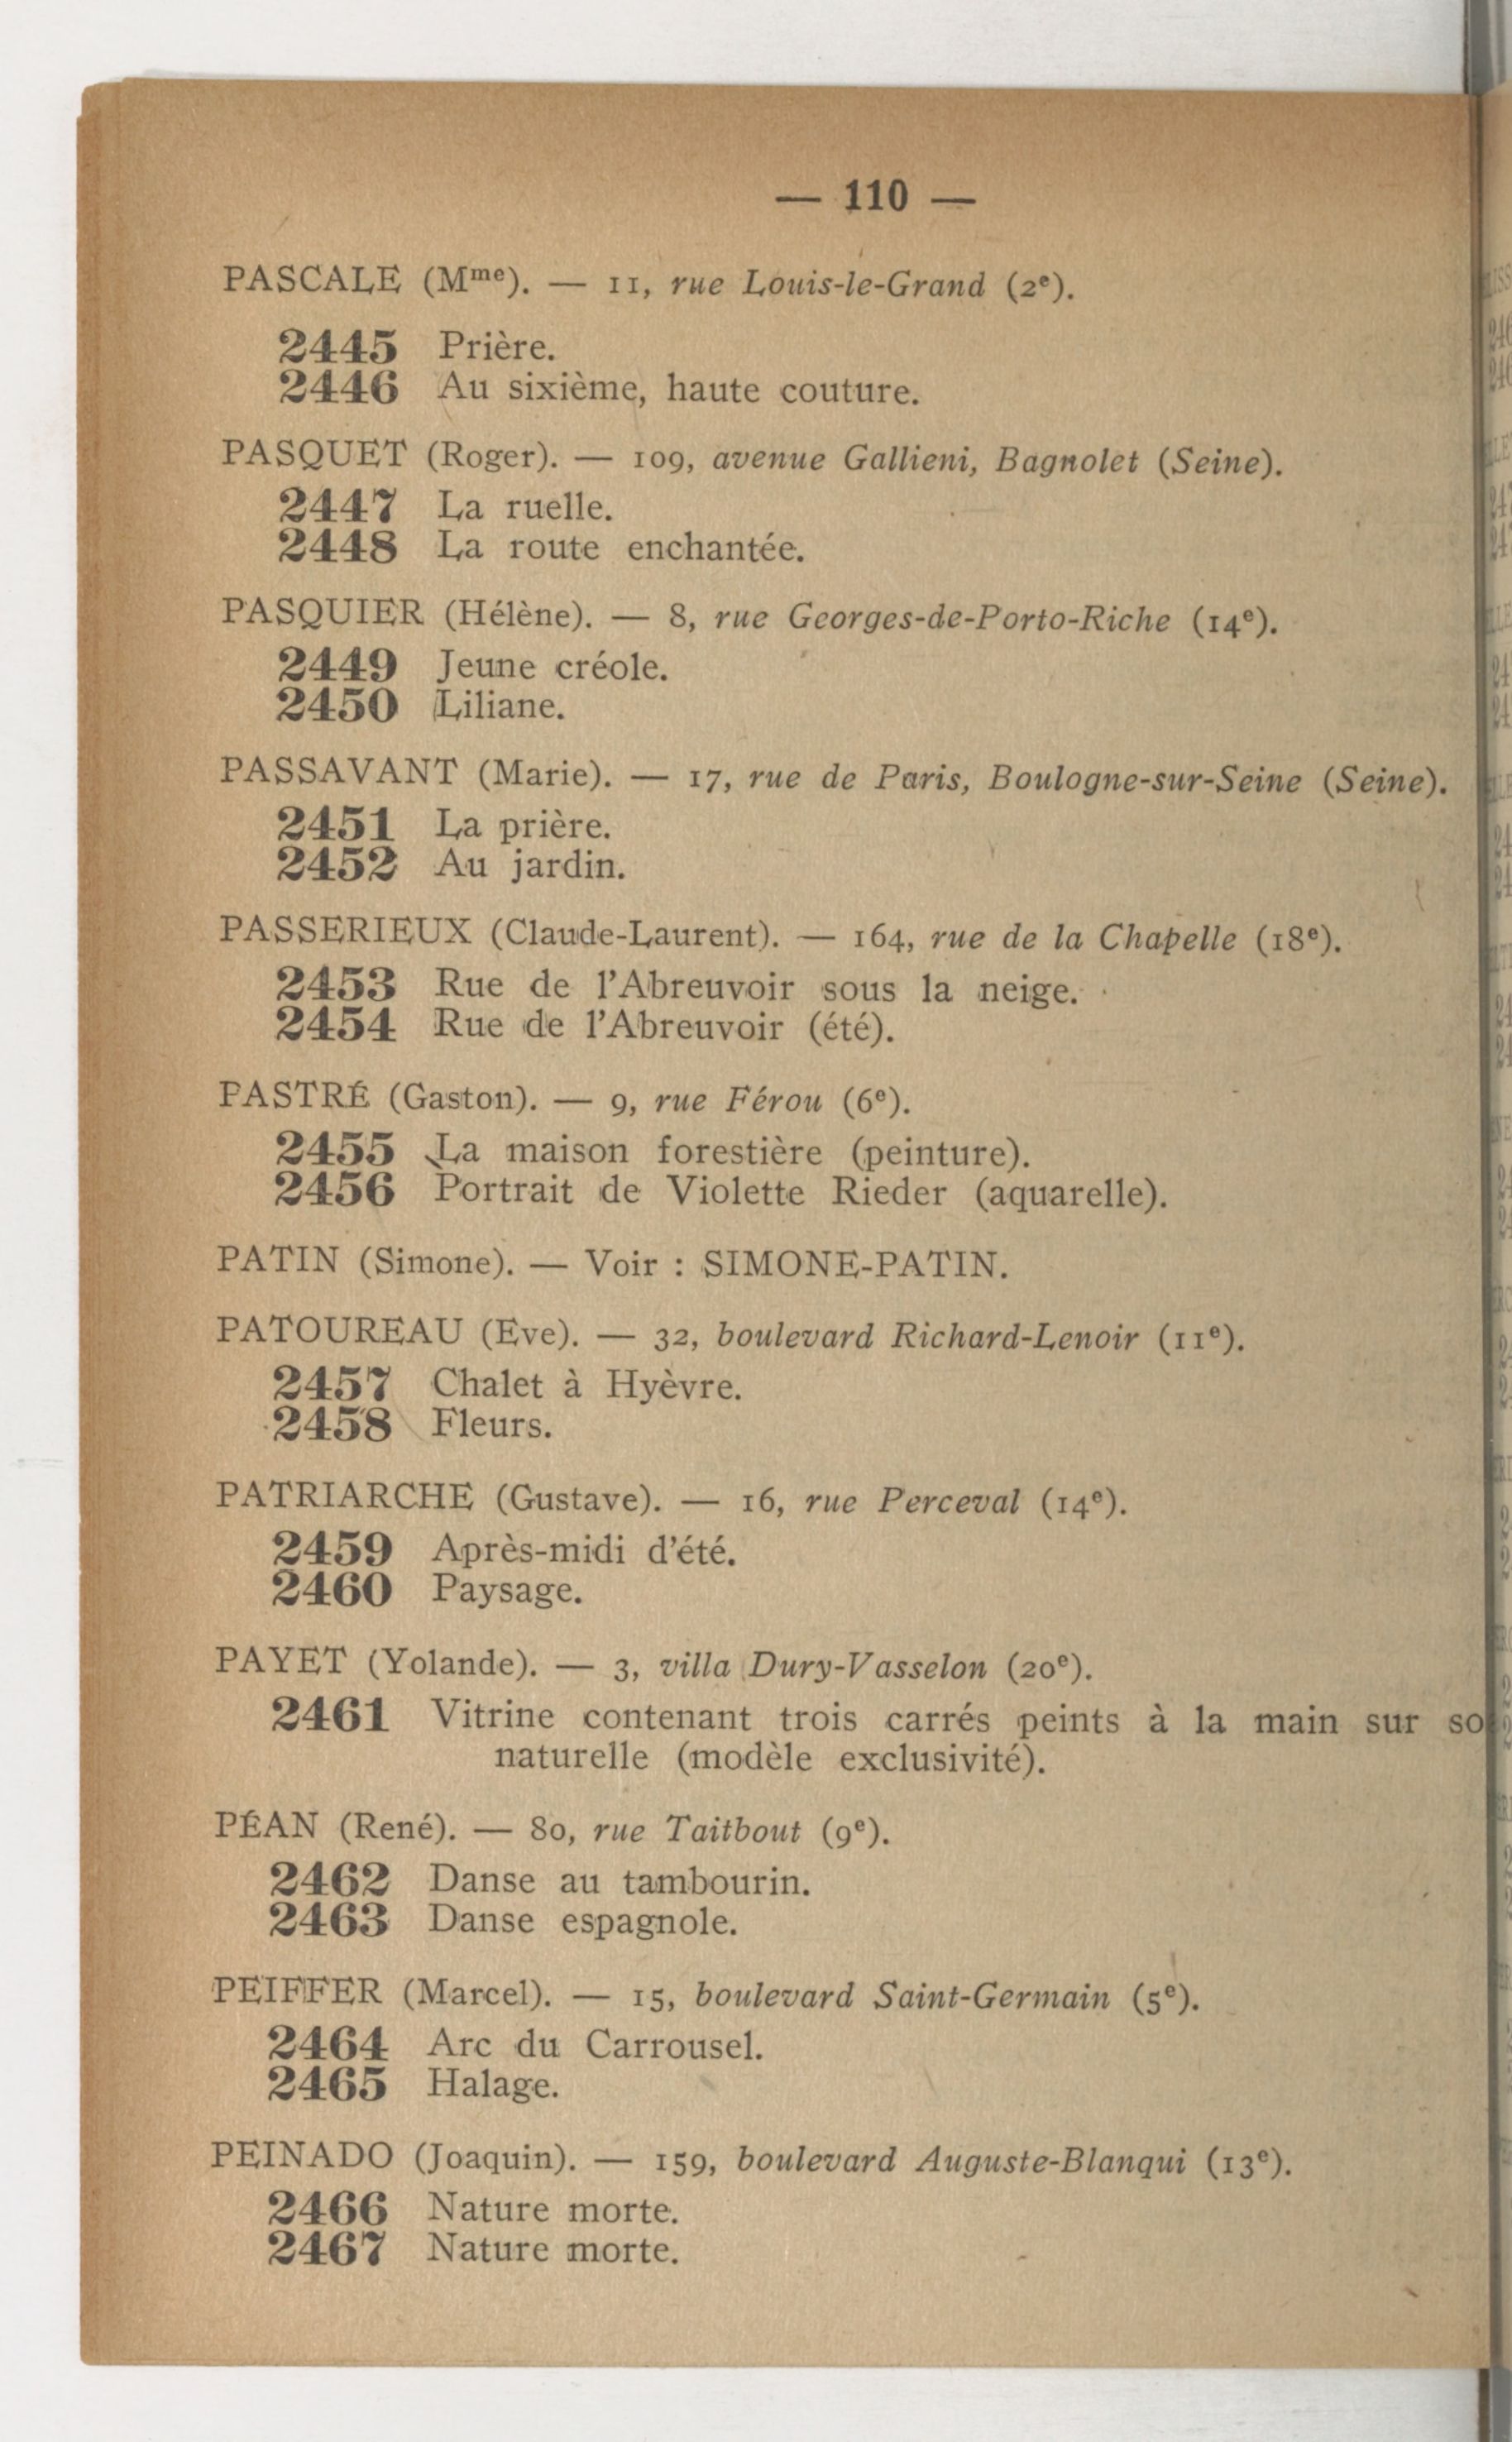 — 110 —
PASCALE (Mme). — 11, rue Louis-le-Grand (2e).
2445 Prière.
2446 Au sixième, haute couture.
PASQUET (Roger). — 109, avenue Gallieni, Bagnolet (Seine).
2447 La ruelle.
2448 La route enchantée.
PASQUIER (Hélène). — 8, rue Georges-de-Porto-Riche (14e).
2449 Jeune créole.
2450 Liliane.
PASSAVANT (Marie). — 17, rue de Paris, Boulogne-sur-Seine (Seine).
2451 La prière.
2452 Au jardin.
PASSERIEUX (Claude-Laurent). — 164, rue de la Chapelle (18e).
2453 Rue de l'Abreuvoir sous la neige.
2454 Rue de l'Abreuvoir (été).
PASTRÉ (Gaston). — 9, rue Férou (6e).
2455 La maison forestière (peinture).
2456 Portrait de Violette Rieder (aquarelle).
PATIN (Simone). — Voir : SIMONE-PATIN.
PATOUREAU (Eve). — 32, boulevard Richard-Lenoir (11e).
2457 Chalet à Hyèvre.
2458 Fleurs.
PATRIARCHE (Gustave). — 16, rue Perceval (14e).
2459 Après-midi d'été.
2460 Paysage.
PAYET (Yolande). — 3, villa Dury-Vasselon (20e).
2461 Vitrine contenant trois carrés peints à la main sur so
naturelle (modèle exclusivité).
PÉAN (René). — 80, rue Taitbout (9e).
2462 Danse au tambourin.
2463 Danse espagnole.
PEIFFER (Marcel). — 15, boulevard Saint-Germain (5e).
2464 Arc du Carrousel.
2465 Halage.
PEINADO (Joaquin). — 159, boulevard Auguste-Blanqui (13e).
2466 Nature morte.
2467 Nature morte.